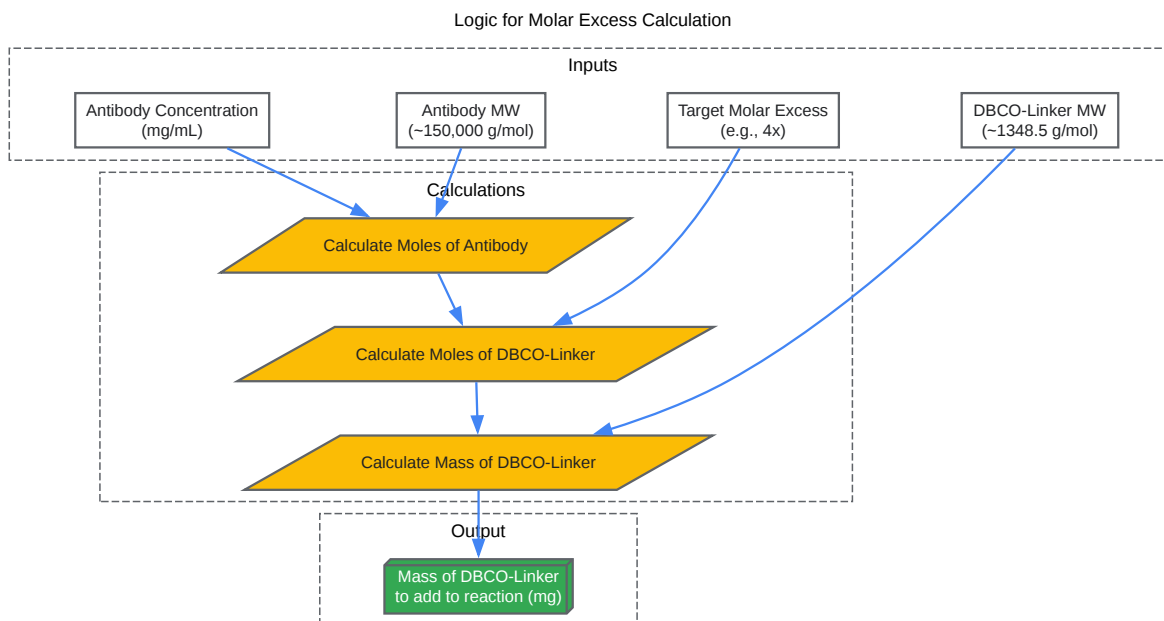 Logic for Molar Excess Calculation
Inputs
Antibody Concentration
(mg/mL)
Antibody MW
(~150,000 g/mol)
Target Molar Excess
(e.g., 4x)
DBCO-Linker MW
(~1348.5 g/mol)
Calculations
Calculate Moles of Antibody
Calculate Moles of DBCO-Linker
Calculate Mass of DBCO-Linker
Output
Mass of DBCO-Linker
to add to reaction (mg)